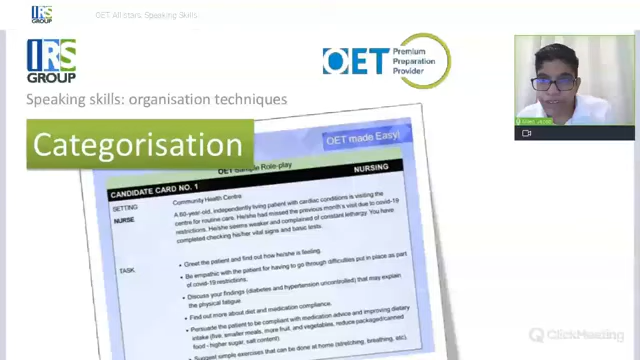 OET All stars: Speaking Skills
IRS
GROUP
IRS
GROUP
OET Premium
Preparation
Provider
Speaking skills: organisation techniques
Categorisation
OET made Easy!
OET Sample Role-play
CANDIDATE CARD NO. 1
NURSING
SETTING
Community Health Centre
NURSE
A 60-year-old, independently living patient with cardiac conditions is visiting the
centre for routine care. He/she had missed the previous month's visit due to covid-19
restrictions. He/she seems weaker and complained of constant lethargy. You have
completed checking his/her vital signs and basic tests.
TASK
• Greet the patient and find out how he/she is feeling.
• Be empathic with the patient for having to go through difficulties put in place as part
of covid-19 restrictions.
• Discuss your findings (diabetes and hypertension uncontrolled) that may explain
the physical fatigue.
• Find out more about diet and medication compliance.
• Persuade the patient to be compliant with medication advice and improving dietary
intake (five, smaller meals, more fruit, and vegetables, reduce packaged/canned
food - higher sugar, salt content).
• Suggest simple exercises that can be done at home (stretching, breathing, etc).
ClickMeeting